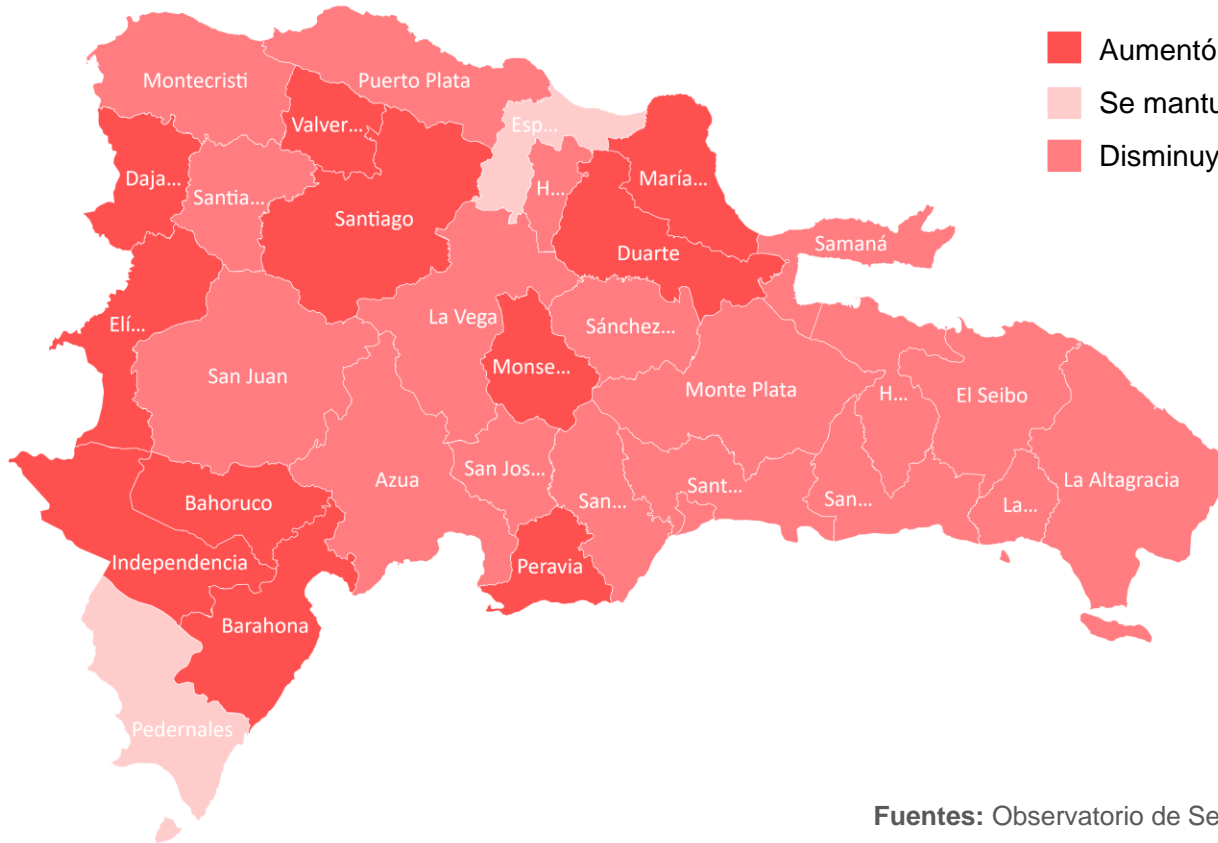 Aumentó
Se mantu
Disminuy
Montecristi
Puerto Plata
Valver...
Esp...
Daja...
Santia...
H...
María...
Santiago
Duarte
Samaná
Elí...
La Vega
Sánchez...
San Juan
Monse...
Monte Plata
H...
El Seibo
Azua
San Jos...
San...
Sant...
San...
La...
La Altagracia
Bahoruco
Independencia
Peravia
Barahona
Pedernales
Fuentes: Observatorio de Se